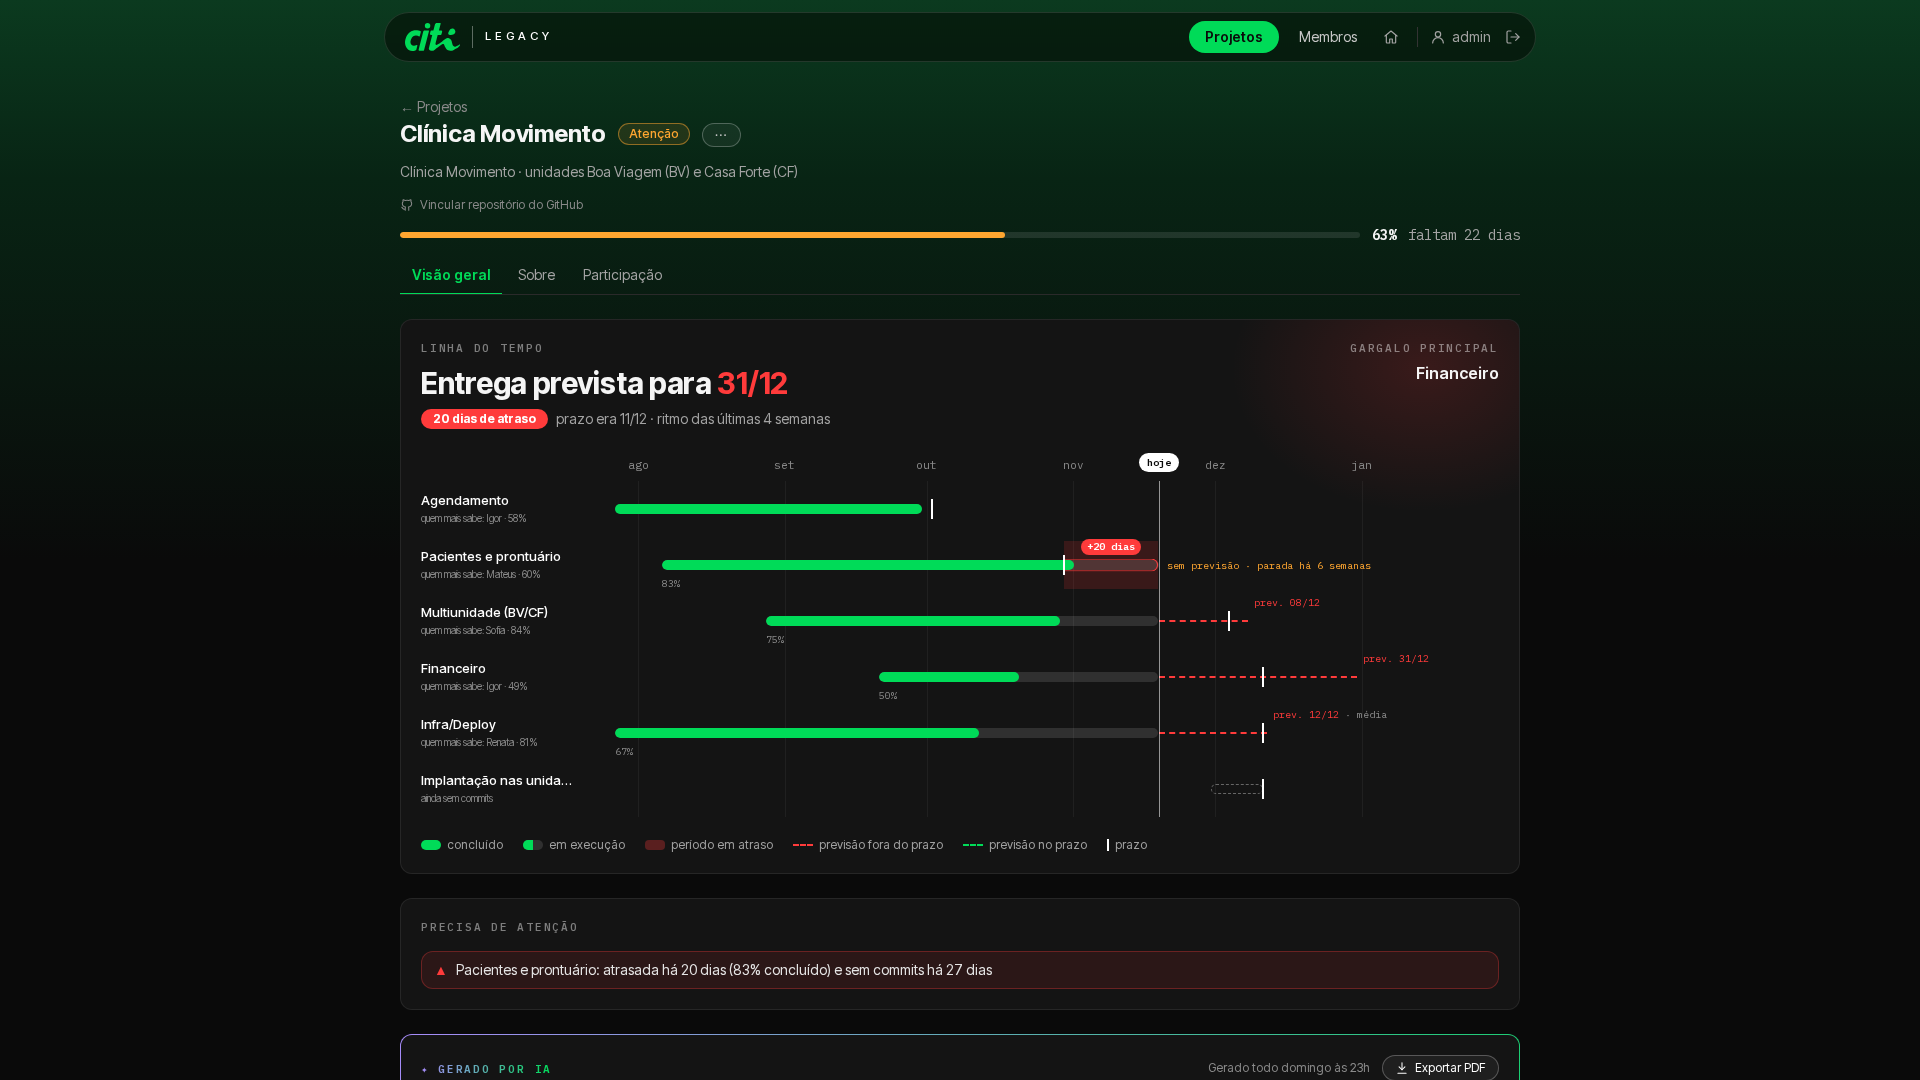 citi LEGACY
Projetos Membros admin
← Projetos
Clínica Movimento Atenção ...
Clínica Movimento · unidades Boa Viagem (BV) e Casa Forte (CF)
Vincular repositório do GitHub
63% faltam 22 dias
Visão geral Sobre Participação
LINHA DO TEMPO
GARGALO PRINCIPAL
Entrega prevista para 31/12
Financeiro
20 dias de atraso prazo era 11/12 · ritmo das últimas 4 semanas
ago set out nov hoje dez jan
Agendamento
quem mais sabe: Igor · 58%
+20 dias
Pacientes e prontuário
sem previsão · parada há 6 semanas
quem mais sabe: Mateus · 60%
83%
prev. 08/12
Multiunidade (BV/CF)
quem mais sabe: Sofia · 84%
75%
prev. 31/12
Financeiro
quem mais sabe: Igor · 49%
50%
prev. 12/12 · média
Infra/Deploy
quem mais sabe: Renata · 81%
67%
Implantação nas unida...
ainda sem commits
concluído em execução período em atraso previsão fora do prazo previsão no prazo prazo
PRECISA DE ATENÇÃO
▲ Pacientes e prontuário: atrasada há 20 dias (83% concluído) e sem commits há 27 dias
✦ GERADO POR IA
Gerado todo domingo às 23h Exportar PDF